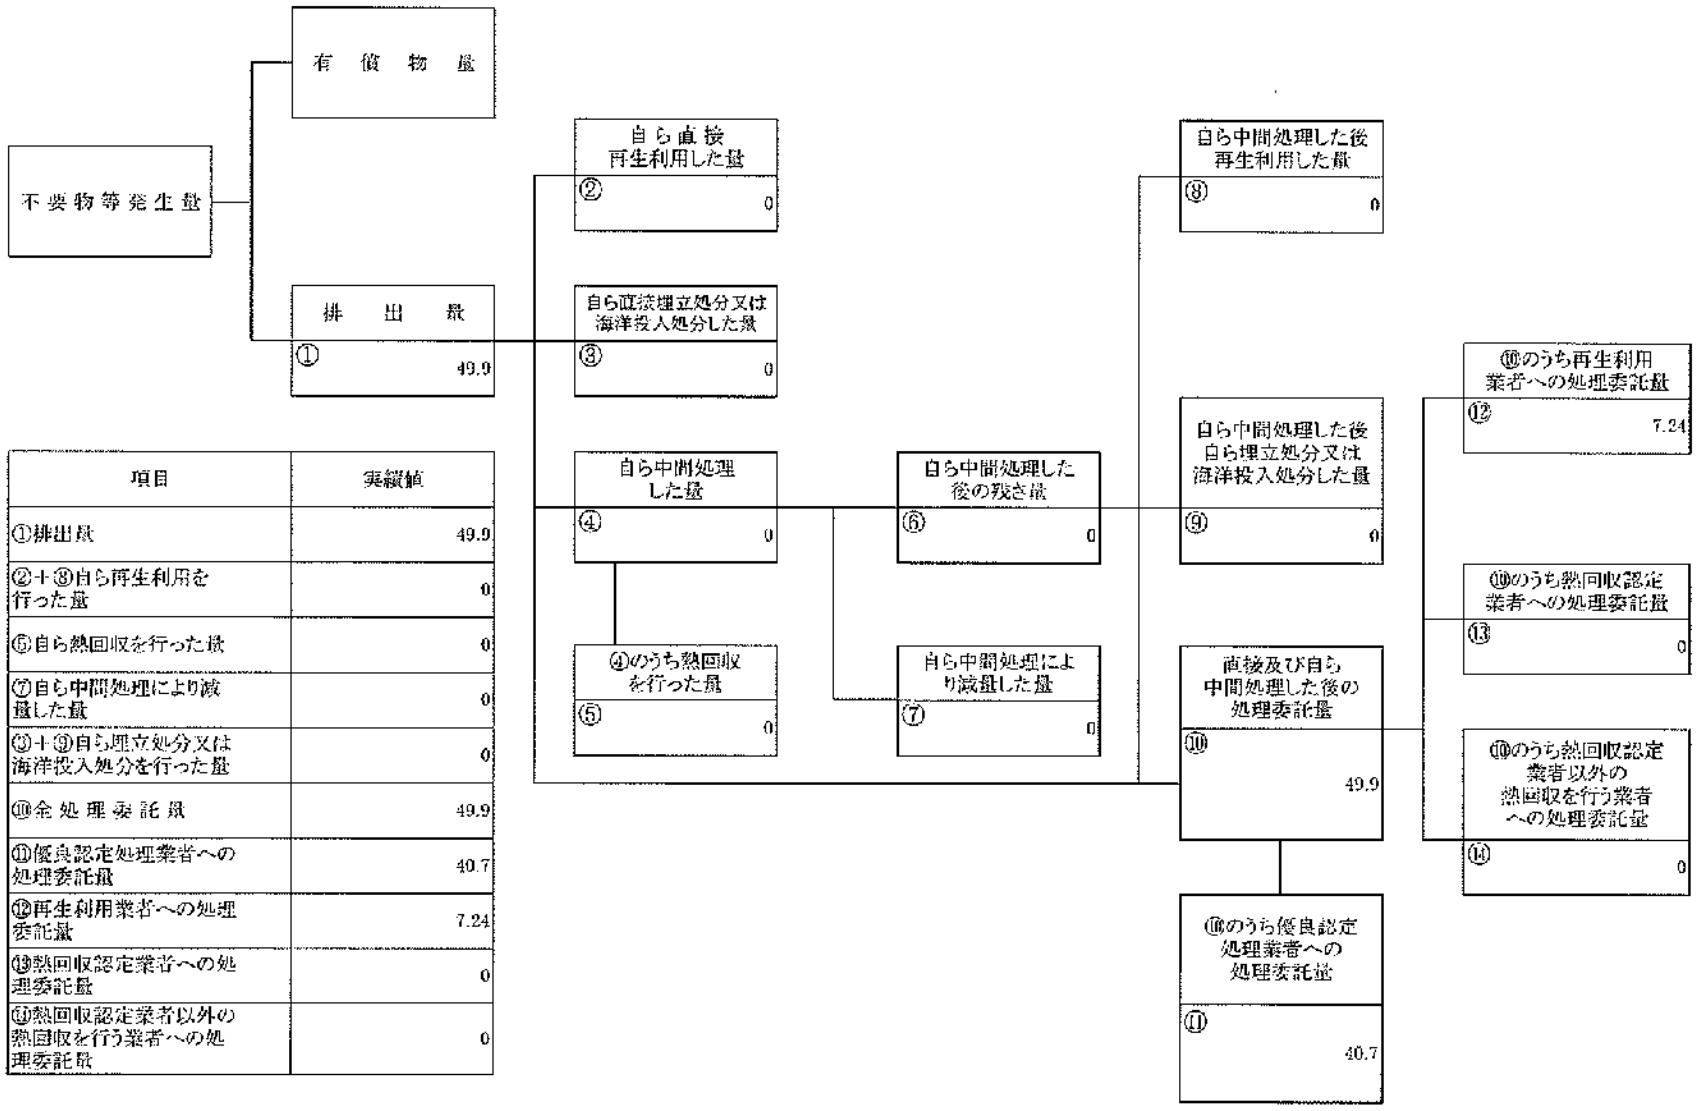 有償物量
不要物等発生量
排出量
①
49.9
自ら直接
再生利用した量
②
0
自ら直接埋立処分又は
海洋投入処分した量
③
0
自ら中間処理
した量
④
0
④のうち熱回収
を行った量
⑤
0
自ら中間処理した
後の残さ量
⑥
0
自ら中間処理によ
り減量した量
⑦
0
自ら中間処理した後
再生利用した量
⑧
0
自ら中間処理した後
自ら埋立処分又は
海洋投入処分した量
⑨
0
直接及び自ら
中間処理した後の
処理委託量
⑩
49.9
⑩のうち優良認定
処理業者への
処理委託量
⑪
40.7
⑩のうち再生利用
業者への処理委託量
⑫
7.24
⑩のうち熱回収認定
業者への処理委託量
⑬
0
⑩のうち熱回収認定
業者以外の
熱回収を行う業者
への処理委託量
⑭
0
項目 実績値
①排出量 49.9
②+⑧自ら再生利用を
行った量 0
⑤自ら熱回収を行った量 0
⑦自ら中間処理により減
量した量 0
③+⑨自ら埋立処分又は
海洋投入処分を行った量 0
⑩全処理委託量 49.9
⑪優良認定処理業者への
処理委託量 40.7
⑫再生利用業者への処理
委託量 7.24
⑬熱回収認定業者への処
理委託量 0
⑭熱回収認定業者以外の
熱回収を行う業者への処
理委託量 0